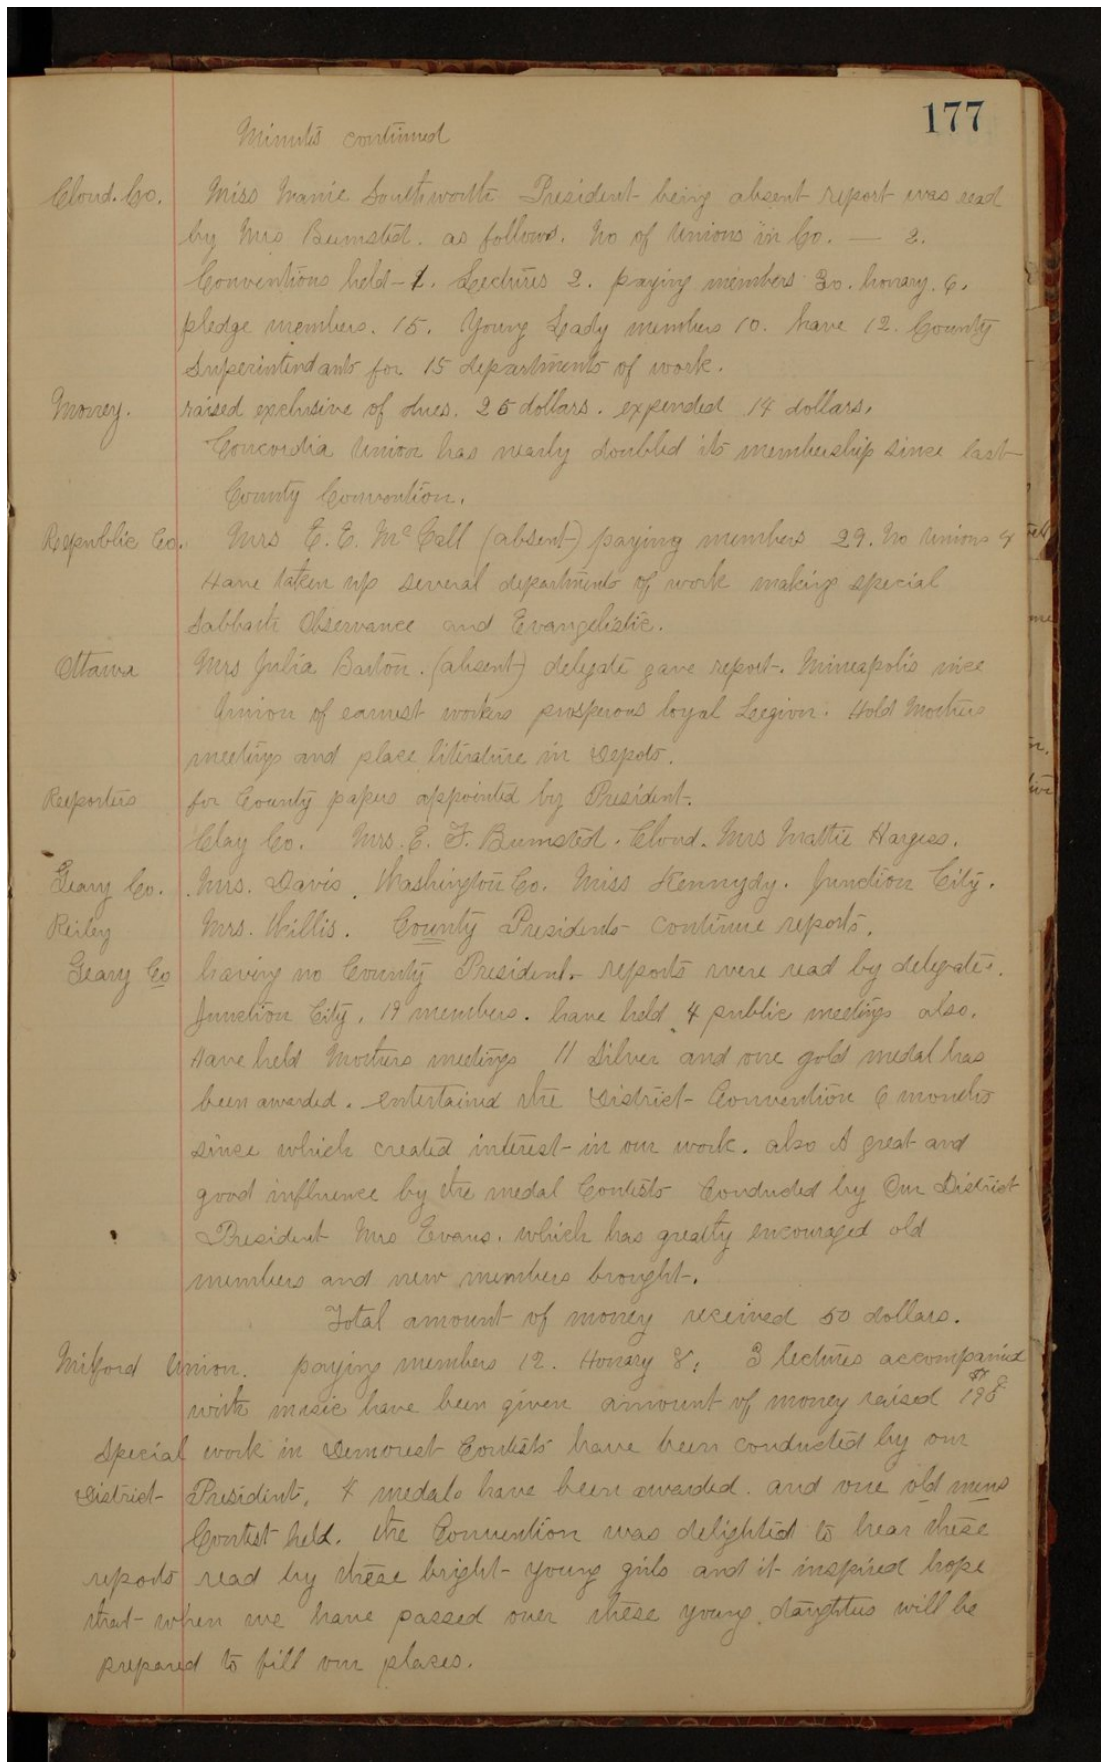 177
Minutes continued
Cloud. Co. Miss Southworth President being absent report was read
by Mrs Bumsted. as follows. No of Unions in Co. — 2.
Conventions held – 1. Lectures 2. paying members 30. honary. 6.
pledge members. 15. Young Lady members 10. have 12. County
Superintendants for 15 departments of work.
Money. raised exclusive of dues. 25 dollars. expended 14 dollars.
Concordia Union has nearly doubled its membership since last
County Convention.
Republic Co. Mrs E. E. McCall (absent) paying members 29. No Unions 4
Have taken up several departments of work making special
Sabbath Observance and Evangelistic.
Ottawa Mrs Julia Barton. (absent) delegate gave report. Mineapolis nice
Union of earnest workers prosperous loyal Legion. Hold Mothers
meetings and place literature in Depots.
Reeporters for County papers appointed by President.
Clay Co. Mrs. E. F. Bumsted. Cloud. Mrs Mattie Hargess.
Geary Co. Mrs. Davis. Washington Co. Miss Kennydy. Junction City.
Reiley Mrs. Willis. County Presidents continue reports.
Geary Co having no County President. reports were read by delegates.
Junction City. 19 members. have held 4 public meetings also.
Have held Mothers meetings 11 Silver and one gold medal has
been awarded. entertained the District Convention 6 months
since which created interest in our work. also A great and
good influence by the medal Contests Conducted by Our District
President Mrs Evans. which has greatly encouraged old
members and new members brought.
Total amount of money received 50 dollars.
Milford Union. paying members 12. Honary 8. 3 lectures accompanied
with music have been given amount of money raised
Special work in Demorest Contests have been conducted by our
District President. 4 medals have been awarded. and one old mens
Contest held. the Convention was delighted to hear these
reports read by these bright young girls and it inspired hope
that when we have passed over these young daughters will be
prepared to fill our places.